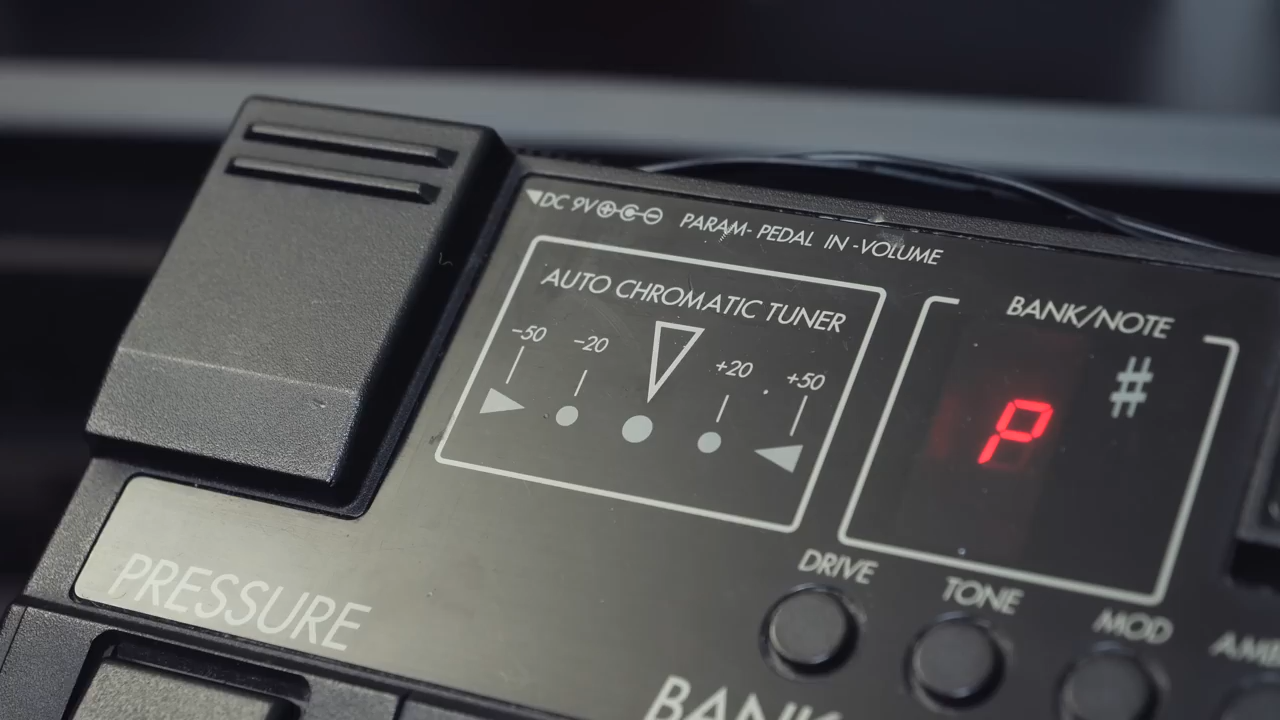 DC 9V
PARAM- PEDAL IN -VOLUME
AUTO CHROMATIC TUNER
-50 -20 +20 +50
BANK/NOTE
#
P
DRIVE TONE MOD
PRESSURE
BANK